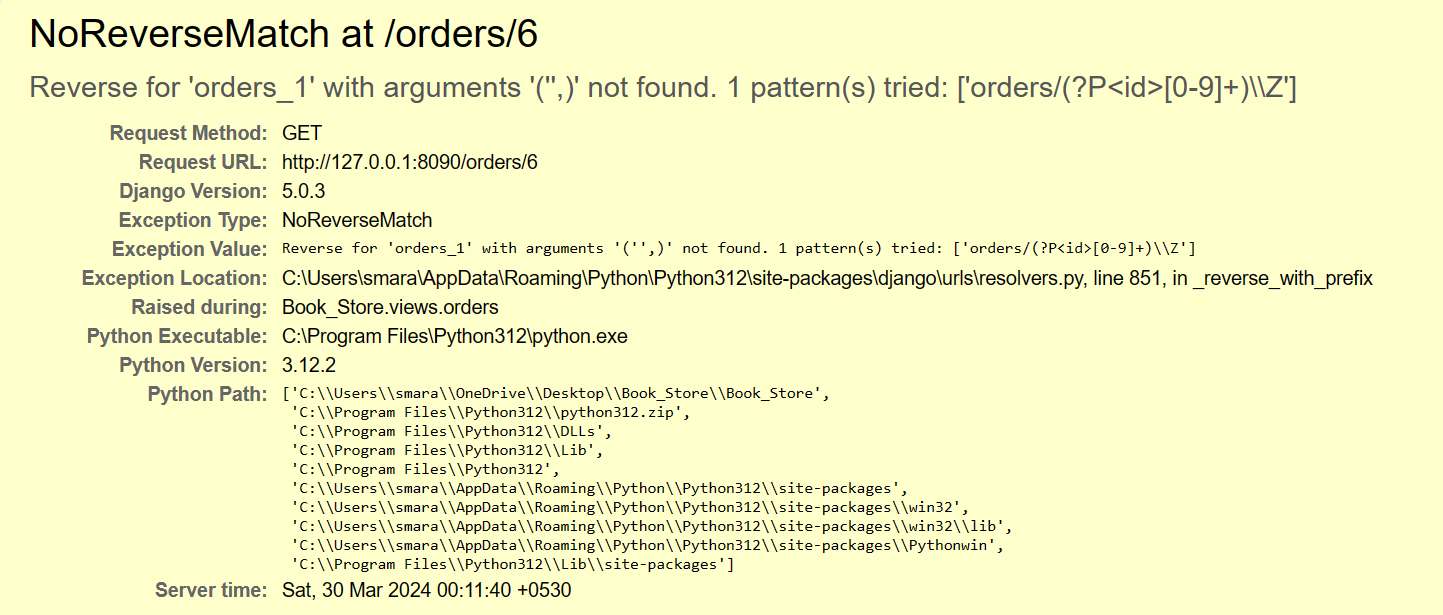 NoReverseMatch at /orders/6
Reverse for 'orders_1' with arguments '('',)' not found. 1 pattern(s) tried: ['orders/(?P<id>[0-9]+)\\Z']
Request Method: GET
Request URL: http://127.0.0.1:8090/orders/6
Django Version: 5.0.3
Exception Type: NoReverseMatch
Exception Value: Reverse for 'orders_1' with arguments '('',)' not found. 1 pattern(s) tried: ['orders/(?P<id>[0-9]+)\\Z']
Exception Location: C:\Users\smara\AppData\Roaming\Python\Python312\site-packages\django\urls\resolvers.py, line 851, in _reverse_with_prefix
Raised during: Book_Store.views.orders
Python Executable: C:\Program Files\Python312\python.exe
Python Version: 3.12.2
Python Path: ['C:\\Users\\smara\\OneDrive\\Desktop\\Book_Store\\Book_Store',
'C:\\Program Files\\Python312\\python312.zip',
'C:\\Program Files\\Python312\\DLLs',
'C:\\Program Files\\Python312\\Lib',
'C:\\Program Files\\Python312',
'C:\\Users\\smara\\AppData\\Roaming\\Python\\Python312\\site-packages',
'C:\\Users\\smara\\AppData\\Roaming\\Python\\Python312\\site-packages\\win32',
'C:\\Users\\smara\\AppData\\Roaming\\Python\\Python312\\site-packages\\win32\\lib',
'C:\\Users\\smara\\AppData\\Roaming\\Python\\Python312\\site-packages\\Pythonwin',
'C:\\Program Files\\Python312\\Lib\\site-packages']
Server time: Sat, 30 Mar 2024 00:11:40 +0530